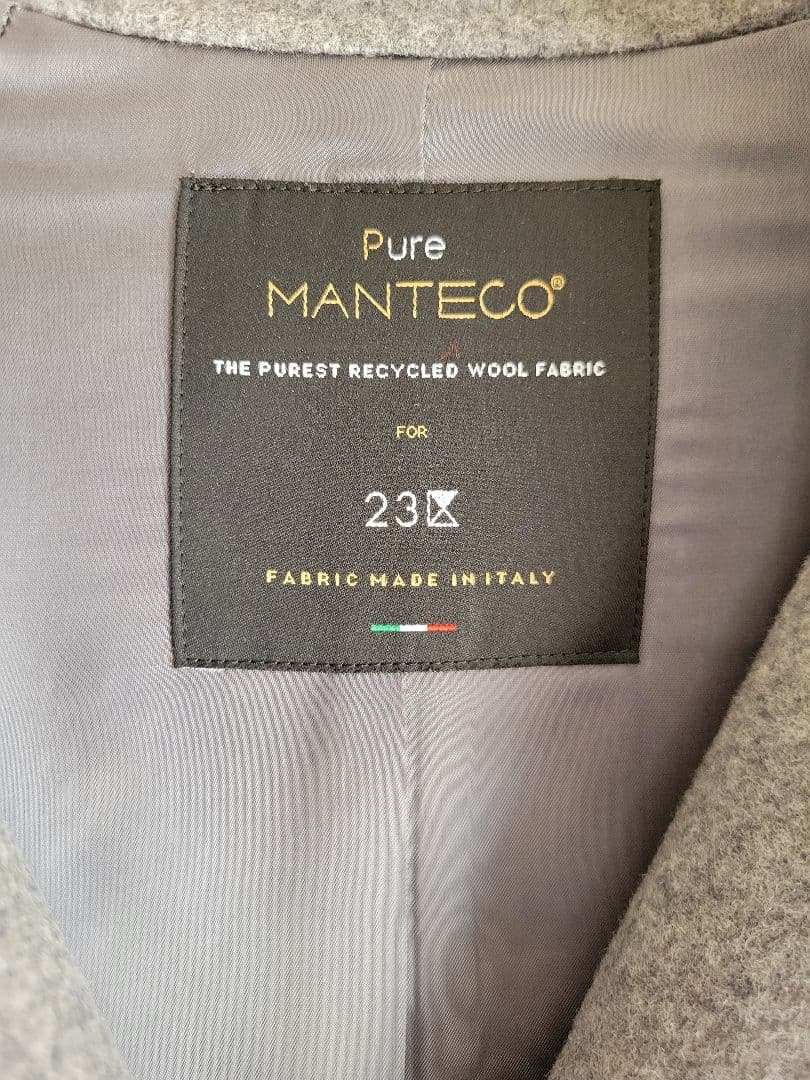 Pure
MANTECO®
THE PUREST RECYCLED WOOL FABRIC
FOR
23
FABRIC MADE IN ITALY